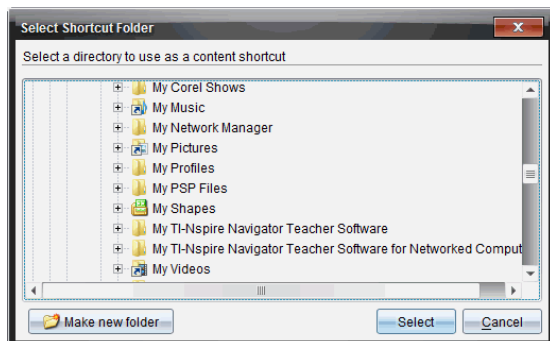 Select Shortcut Folder
Select a directory to use as a content shortcut
My Corel Shows
My Music
My Network Manager
My Pictures
My Profiles
My PSP Files
My Shapes
My TI-Nspire Navigator Teacher Software
My TI-Nspire Navigator Teacher Software for Networked Comput
My Videos
Make new folder
Select
Cancel